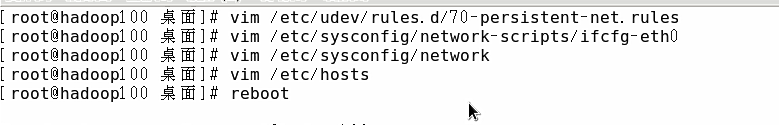 [root@hadoop100 桌面]# vim /etc/udev/rules.d/70-persistent-net.rules
[root@hadoop100 桌面]# vim /etc/sysconfig/network-scripts/ifcfg-eth0
[root@hadoop100 桌面]# vim /etc/sysconfig/network
[root@hadoop100 桌面]# vim /etc/hosts
[root@hadoop100 桌面]# reboot